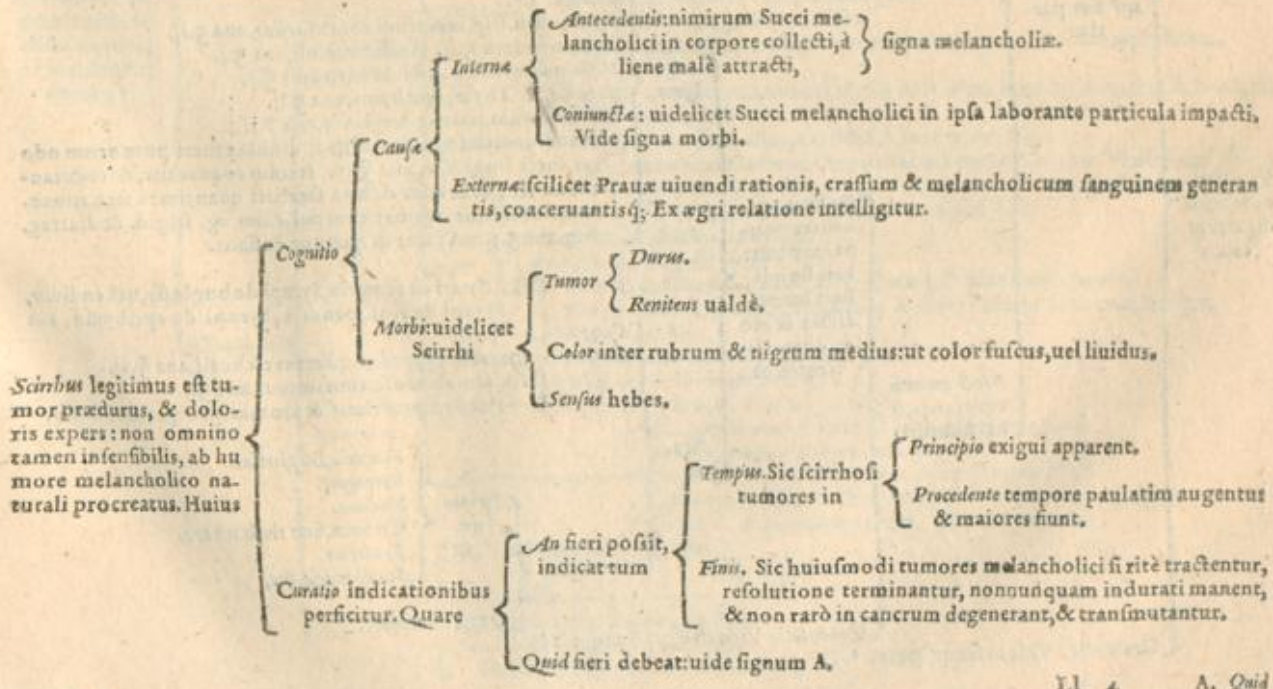 Scirrhus legitimus est tu-
mor prædurus, & dolo-
ris expers: non omnino
tamen insensibilis, ab hu
more melancholico na-
turali procreatus. Huius
Cognitio
Causæ
Internæ
Antecedentis: nimirum Succi me-
lancholici in corpore collecti, à
liene malè attracti,
signa melancholiæ.
Coniunctæ: uidelicet Succi melancholici in ipsa laborante particula impacti.
Vide signa morbi.
Externæ: scilicet Prauæ uiuendi rationis, crassum & melancholicum sanguinem generan
tis, coaceruantisq́;. Ex ægri relatione intelligitur.
Morbi: uidelicet
Scirrhi
Tumor
Durus.
Renitens ualdè.
Color inter rubrum & nigrum medius: ut color fuscus, uel liuidus.
Sensus hebes.
Curatio indicationibus
perficitur. Quare
An fieri possit,
indicat tum
Tempus. Sic scirrhosi
tumores in
Principio exigui apparent.
Procedente tempore paulatim augentur
& maiores fiunt.
Finis. Sic huiusmodi tumores melancholici si ritè tractentur,
resolutione terminantur, nonnunquam indurati manent,
& non rarò in cancrum degenerant, & transmutantur.
Quid fieri debeat: uide signum A.
A. Quid